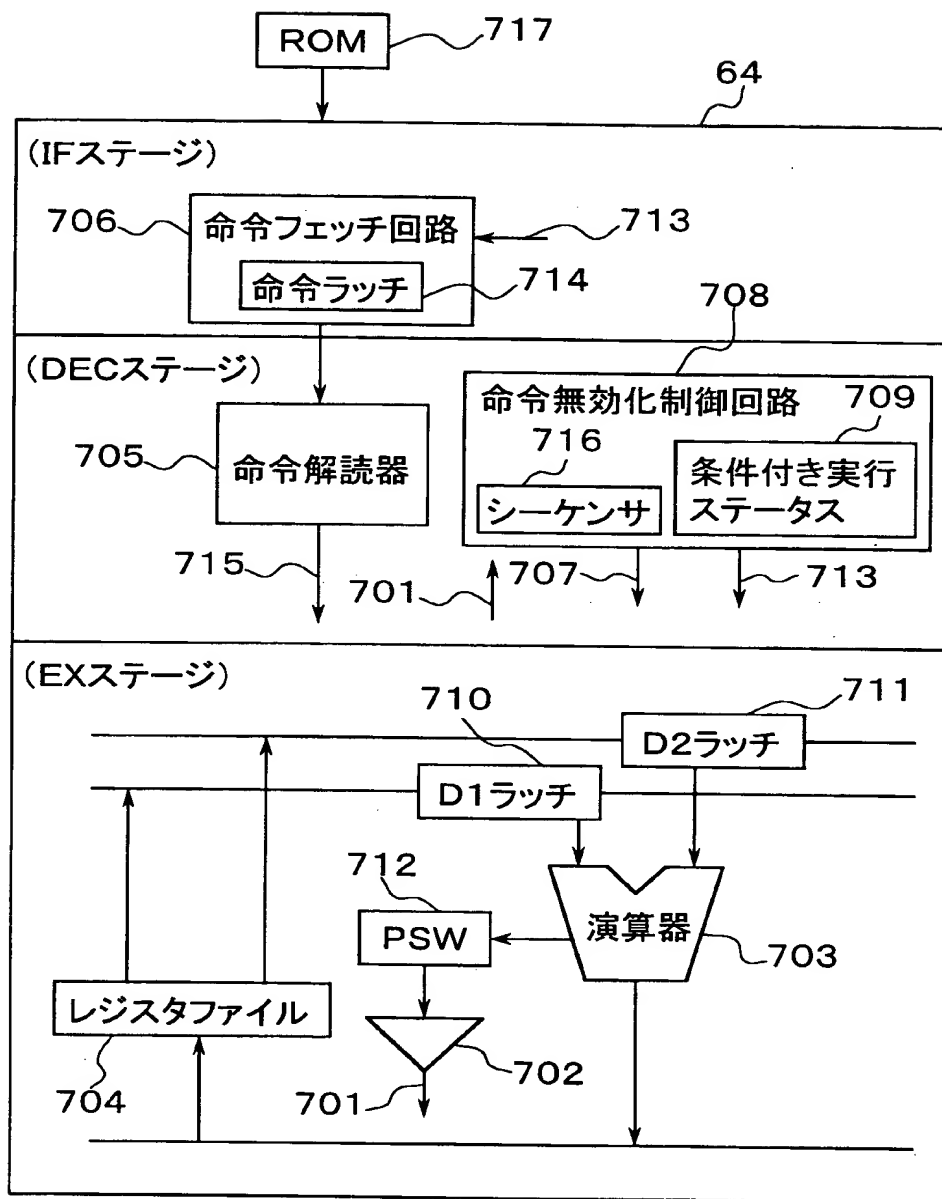 ROM
717
64
(IFステージ)
706
命令フェッチ回路
713
命令ラッチ
714
708
(DECステージ)
命令無効化制御回路
709
705
命令解読器
716
シーケンサ
条件付き実行
ステータス
715
701
707
713
(EXステージ)
710
711
D2ラッチ
D1ラッチ
712
PSW
演算器
703
レジスタファイル
704
702
701